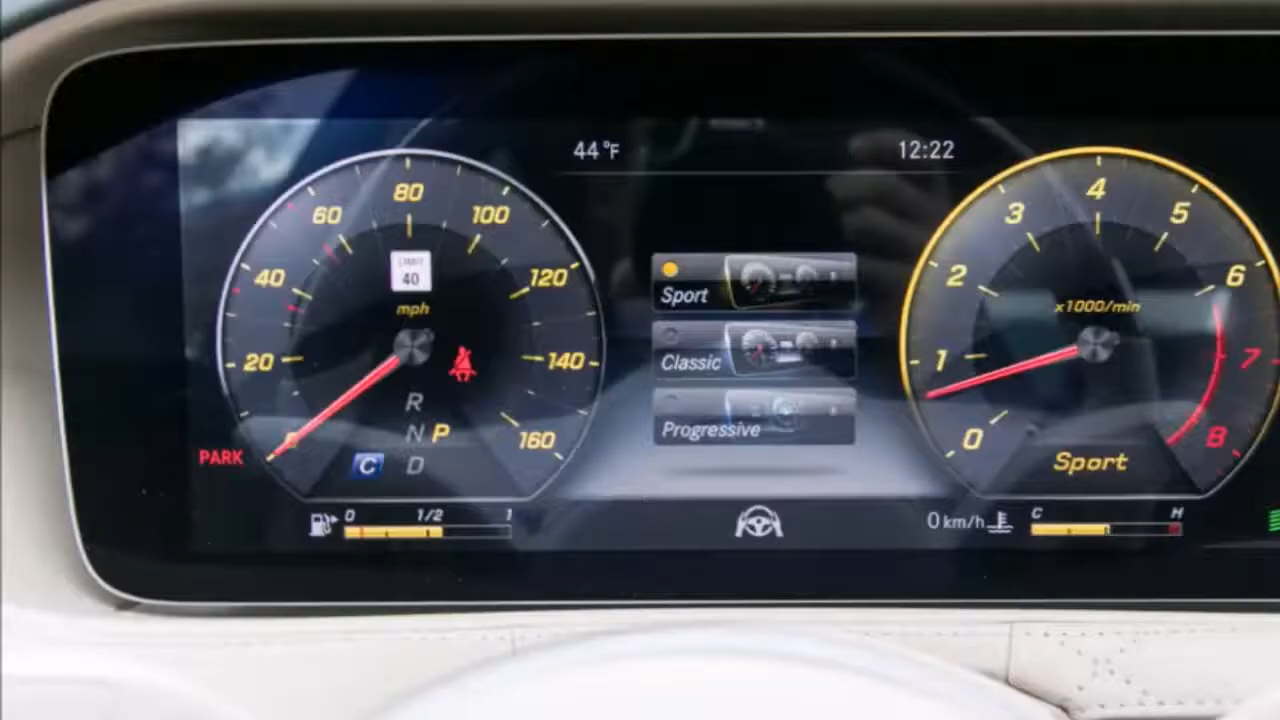 44 °F
12:22
80
60
100
40
120
20
140
0
160
LIMIT
40
mph
R
N P
D
C
PARK
Sport
Classic
Progressive
4
3
5
2
6
1
7
0
8
x1000/min
Sport
0 1/2 1
0 km/h
C H